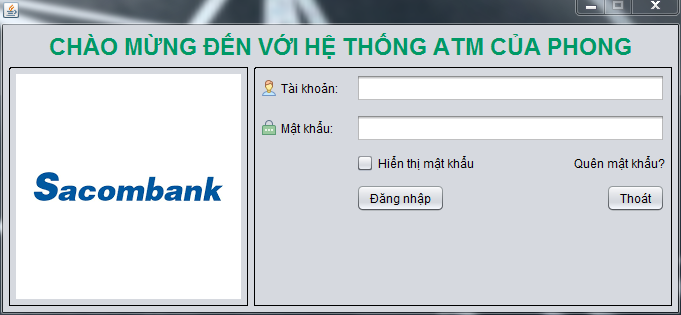 CHÀO MỪNG ĐẾN VỚI HỆ THỐNG ATM CỦA PHONG
Sacombank
Tài khoản:
Mật khẩu:
Hiển thị mật khẩu
Quên mật khẩu?
Đăng nhập
Thoát